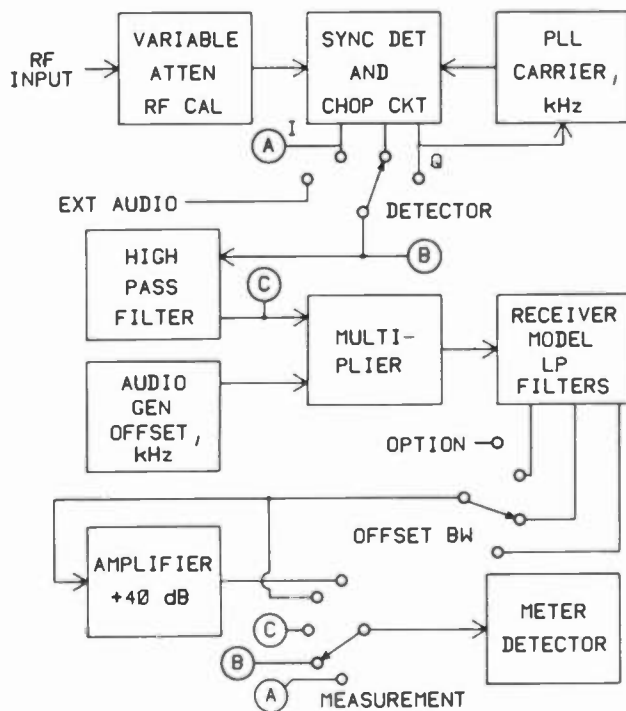 RF
INPUT
VARIABLE
ATTEN
RF CAL
SYNC DET
AND
CHOP CKT
PLL
CARRIER,
kHz
A
I
Q
EXT AUDIO
DETECTOR
B
HIGH
PASS
FILTER
C
MULTI-
PLIER
RECEIVER
MODEL
LP
FILTERS
AUDIO
GEN
OFFSET,
kHz
OPTION
OFFSET BW
AMPLIFIER
+40 dB
C
B
A
MEASUREMENT
METER
DETECTOR